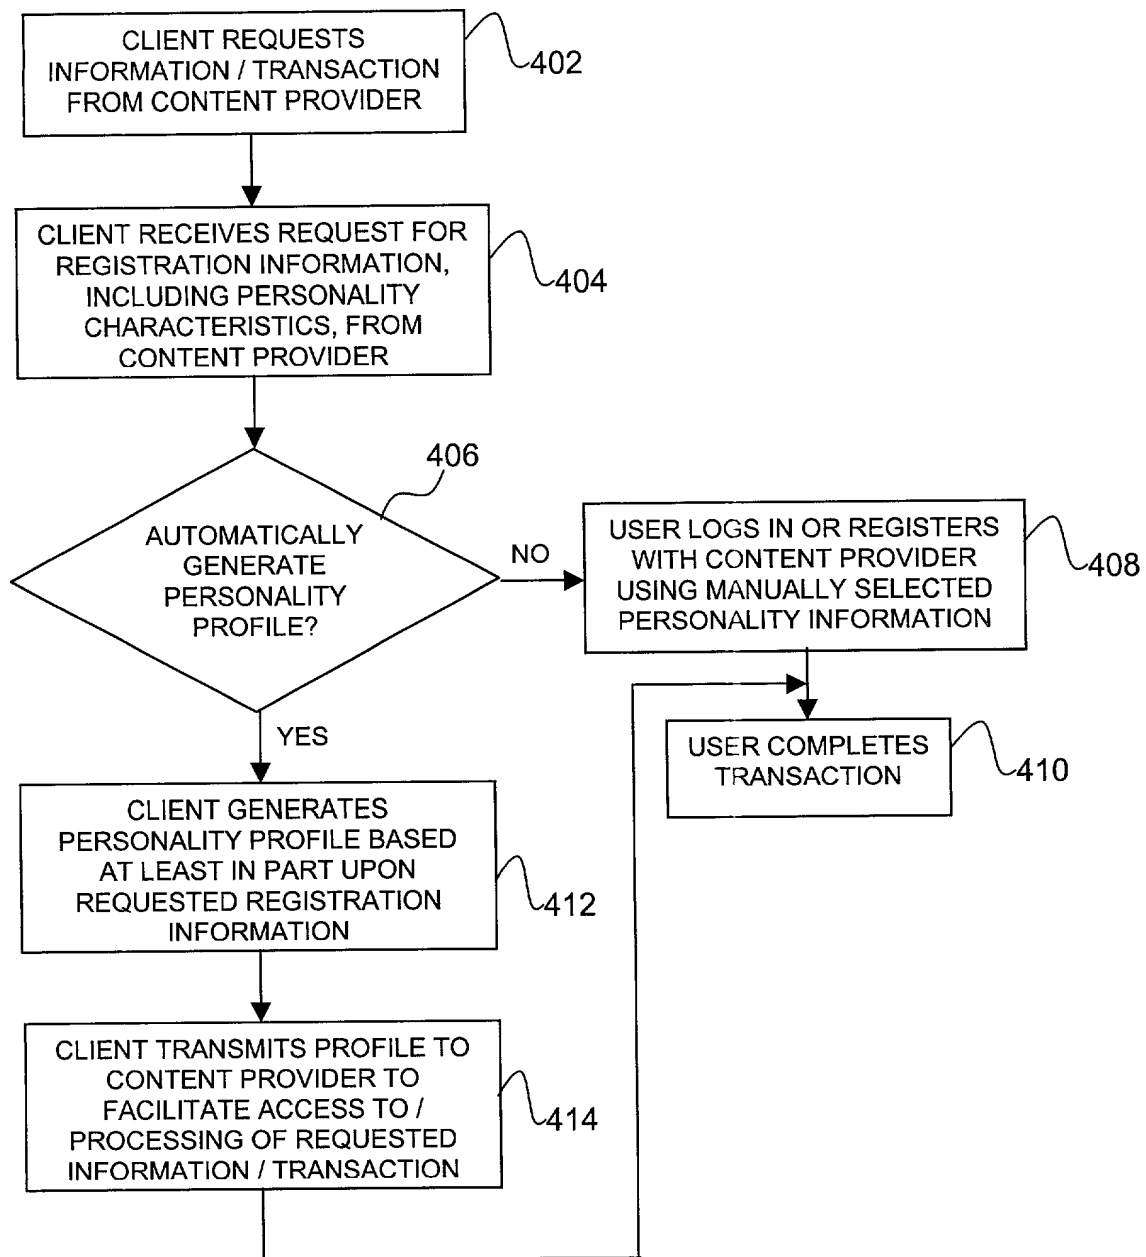 CLIENT REQUESTS
INFORMATION / TRANSACTION
FROM CONTENT PROVIDER
402
CLIENT RECEIVES REQUEST FOR
REGISTRATION INFORMATION,
INCLUDING PERSONALITY
CHARACTERISTICS, FROM
CONTENT PROVIDER
404
406
AUTOMATICALLY
GENERATE
PERSONALITY
PROFILE?
NO
USER LOGS IN OR REGISTERS
WITH CONTENT PROVIDER
USING MANUALLY SELECTED
PERSONALITY INFORMATION
408
YES
USER COMPLETES
TRANSACTION
410
CLIENT GENERATES
PERSONALITY PROFILE BASED
AT LEAST IN PART UPON
REQUESTED REGISTRATION
INFORMATION
412
CLIENT TRANSMITS PROFILE TO
CONTENT PROVIDER TO
FACILITATE ACCESS TO /
PROCESSING OF REQUESTED
INFORMATION / TRANSACTION
414